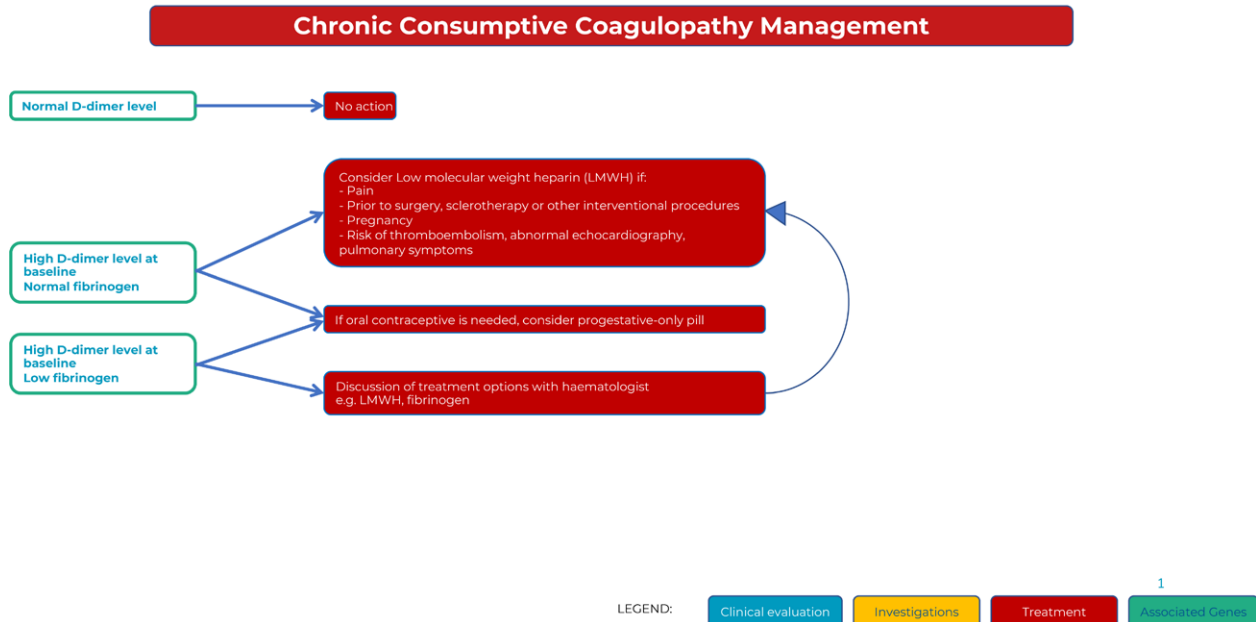 Chronic Consumptive Coagulopathy Management
Normal D-dimer level
No action
Consider Low molecular weight heparin (LMWH) if:
- Pain
- Prior to surgery, sclerotherapy or other interventional procedures
- Pregnancy
- Risk of thromboembolism, abnormal echocardiography,
pulmonary symptoms
High D-dimer level at
baseline
Normal fibrinogen
If oral contraceptive is needed, consider progestative-only pill
High D-dimer level at
baseline
Low fibrinogen
Discussion of treatment options with haematologist
e.g. LMWH, fibrinogen
1
LEGEND:
Clinical evaluation
Investigations
Treatment
Associated Genes